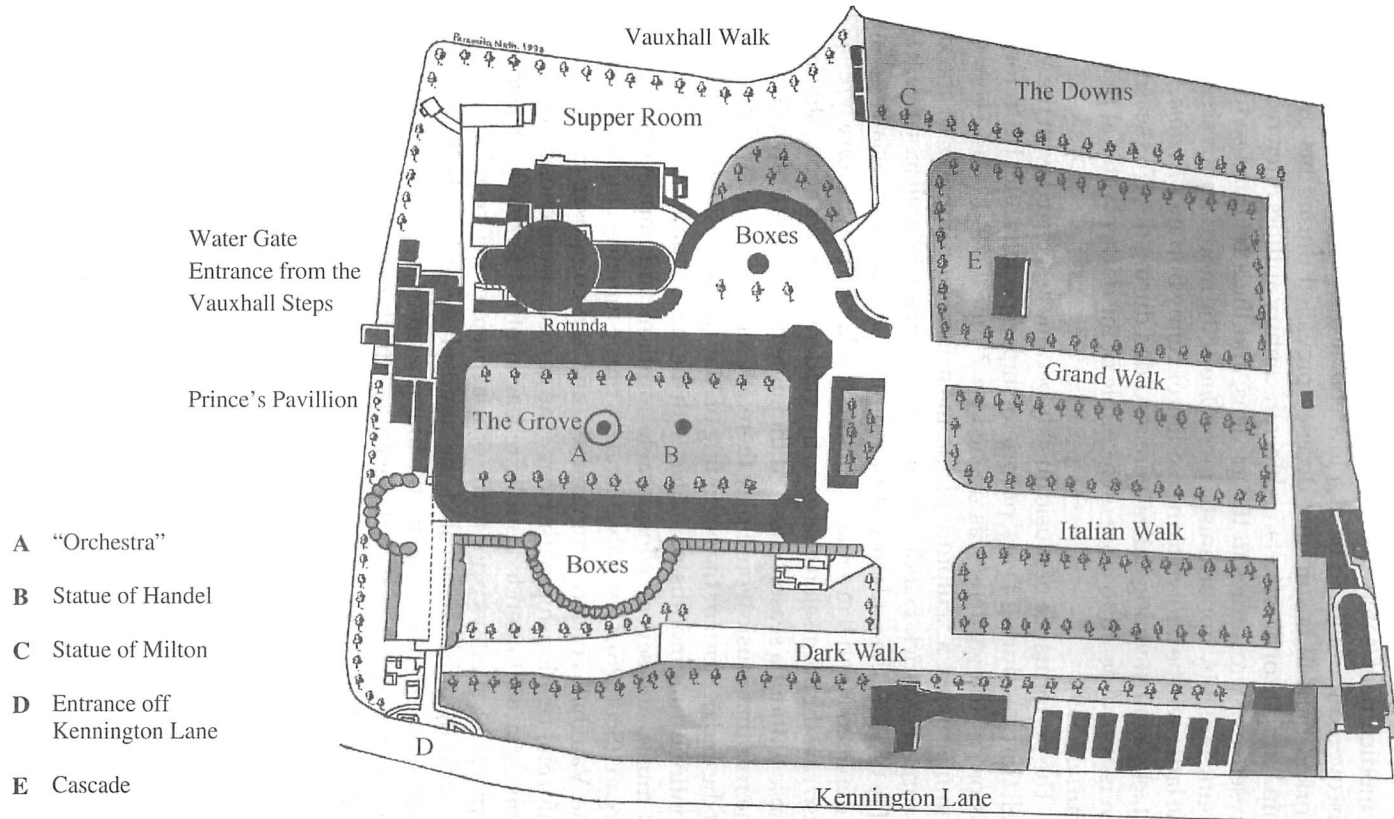 Vauxhall Walk
C
The Downs
Supper Room
Water Gate
Entrance from the
Vauxhall Steps
Boxes
E
Rotunda
Grand Walk
Prince's Pavillion
The Grove
A
B
Italian Walk
Boxes
Dark Walk
D
Kennington Lane
A "Orchestra"
B Statue of Handel
C Statue of Milton
D Entrance off
Kennington Lane
E Cascade